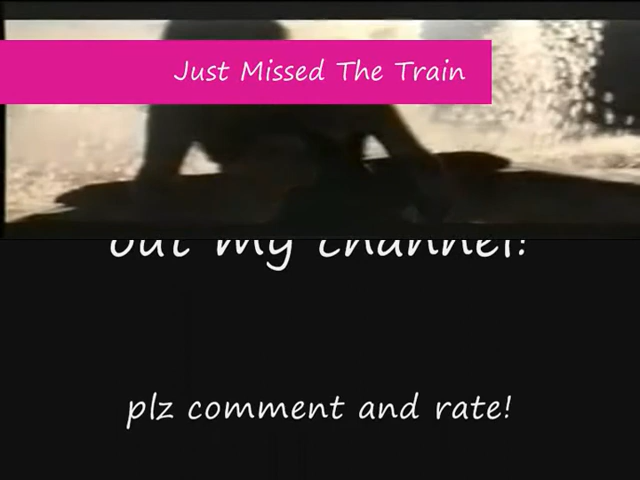 Just Missed The Train
out my channel!
plz comment and rate!